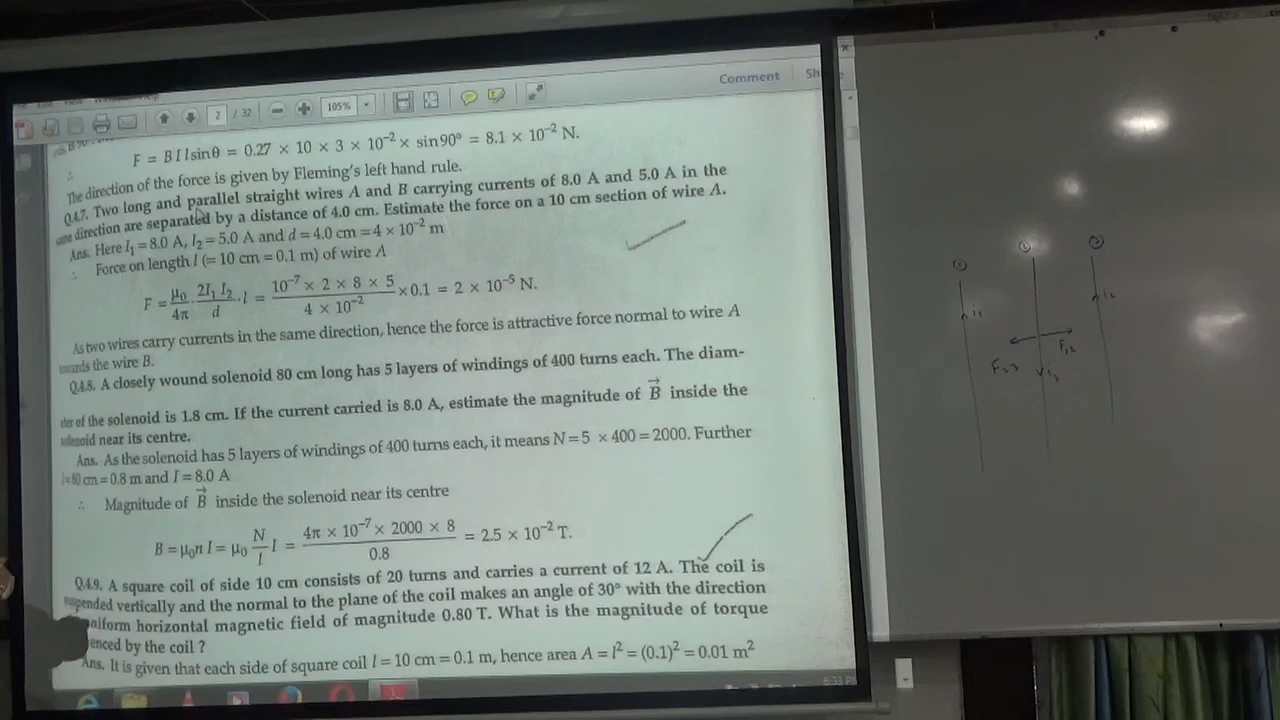 Comment
2 / 32
105%
F = B I l sinθ = 0.27 × 10 × 3 × 10⁻² × sin90° = 8.1 × 10⁻² N.
∴
The direction of the force is given by Fleming's left hand rule.
Q.4.7. Two long and parallel straight wires A and B carrying currents of 8.0 A and 5.0 A in the
direction are separated by a distance of 4.0 cm. Estimate the force on a 10 cm section of wire A.
Ans. Here I₁ = 8.0 A, I₂ = 5.0 A and d = 4.0 cm = 4 × 10⁻² m
∴ Force on length l (= 10 cm = 0.1 m) of wire A
F = μ₀/4π . 2I₁ I₂/d . l = 10⁻⁷ × 2 × 8 × 5 / 4 × 10⁻² × 0.1 = 2 × 10⁻⁵ N.
As two wires carry currents in the same direction, hence the force is attractive force normal to wire A
the wire B.
Q.4.8. A closely wound solenoid 80 cm long has 5 layers of windings of 400 turns each. The diam-
of the solenoid is 1.8 cm. If the current carried is 8.0 A, estimate the magnitude of B⃗ inside the
solenoid near its centre.
Ans. As the solenoid has 5 layers of windings of 400 turns each, it means N = 5 × 400 = 2000. Further
l = 80 cm = 0.8 m and I = 8.0 A
∴ Magnitude of B⃗ inside the solenoid near its centre
B = μ₀n I = μ₀ N/l I = 4π × 10⁻⁷ × 2000 × 8 / 0.8 = 2.5 × 10⁻² T.
Q.4.9. A square coil of side 10 cm consists of 20 turns and carries a current of 12 A. The coil is
pended vertically and the normal to the plane of the coil makes an angle of 30° with the direction
niform horizontal magnetic field of magnitude 0.80 T. What is the magnitude of torque
enced by the coil ?
Ans. It is given that each side of square coil l = 10 cm = 0.1 m, hence area A = l² = (0.1)² = 0.01 m²
① ③ ②
i₁ i₂
F₁₂